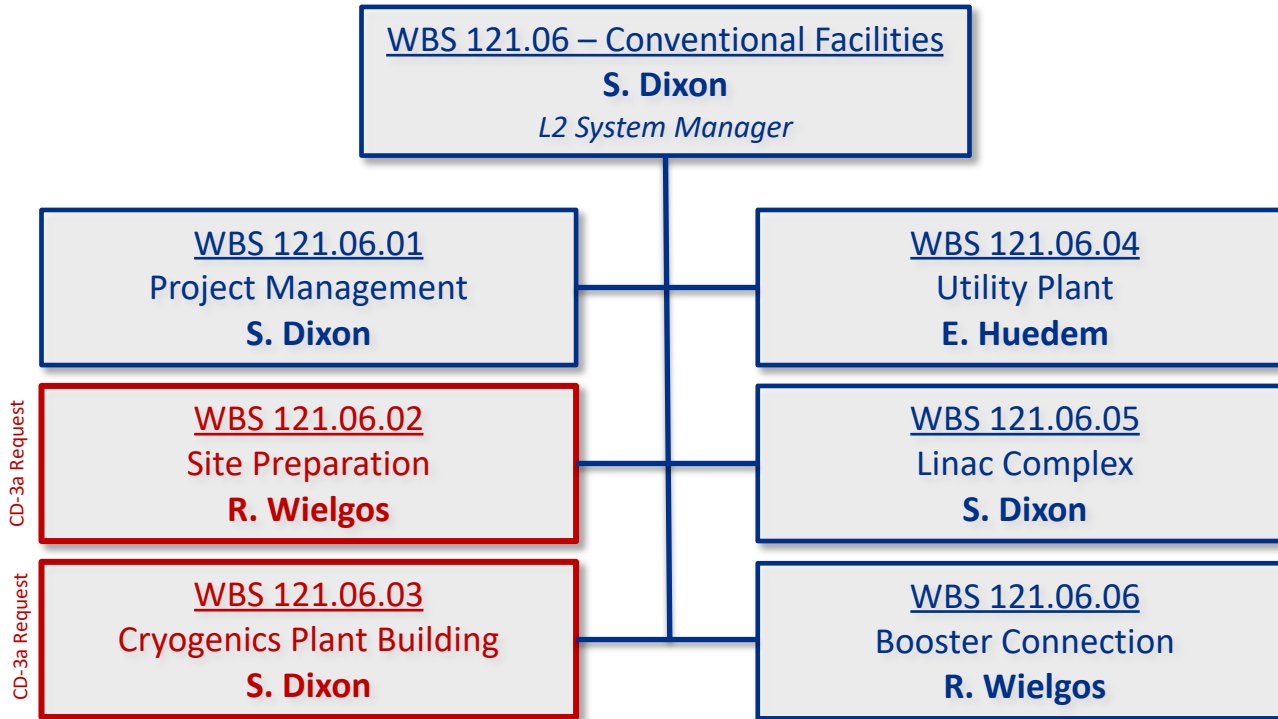 WBS 121.06 – Conventional Facilities
S. Dixon
L2 System Manager
WBS 121.06.01
Project Management
S. Dixon
WBS 121.06.04
Utility Plant
E. Huedem
CD-3a Request
WBS 121.06.02
Site Preparation
R. Wielgos
WBS 121.06.05
Linac Complex
S. Dixon
CD-3a Request
WBS 121.06.03
Cryogenics Plant Building
S. Dixon
WBS 121.06.06
Booster Connection
R. Wielgos